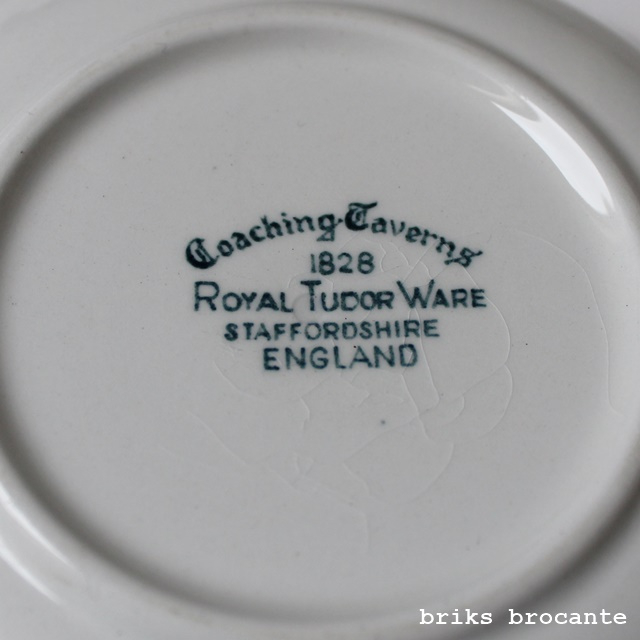 Coaching Taverns
1828
ROYAL TUDOR WARE
STAFFORDSHIRE
ENGLAND
briks brocante